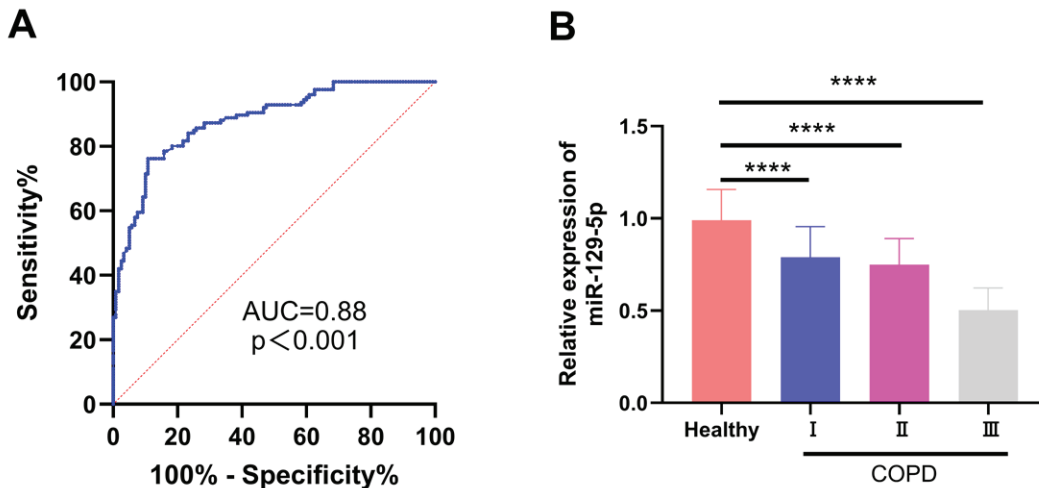 A
Sensitivity%
100
80
60
40
20
0
AUC=0.88
p＜0.001
0 20 40 60 80 100
100% - Specificity%
B
Relative expression of
miR-129-5p
1.5
1.0
0.5
0.0
****
****
****
Healthy Ⅰ Ⅱ Ⅲ
COPD